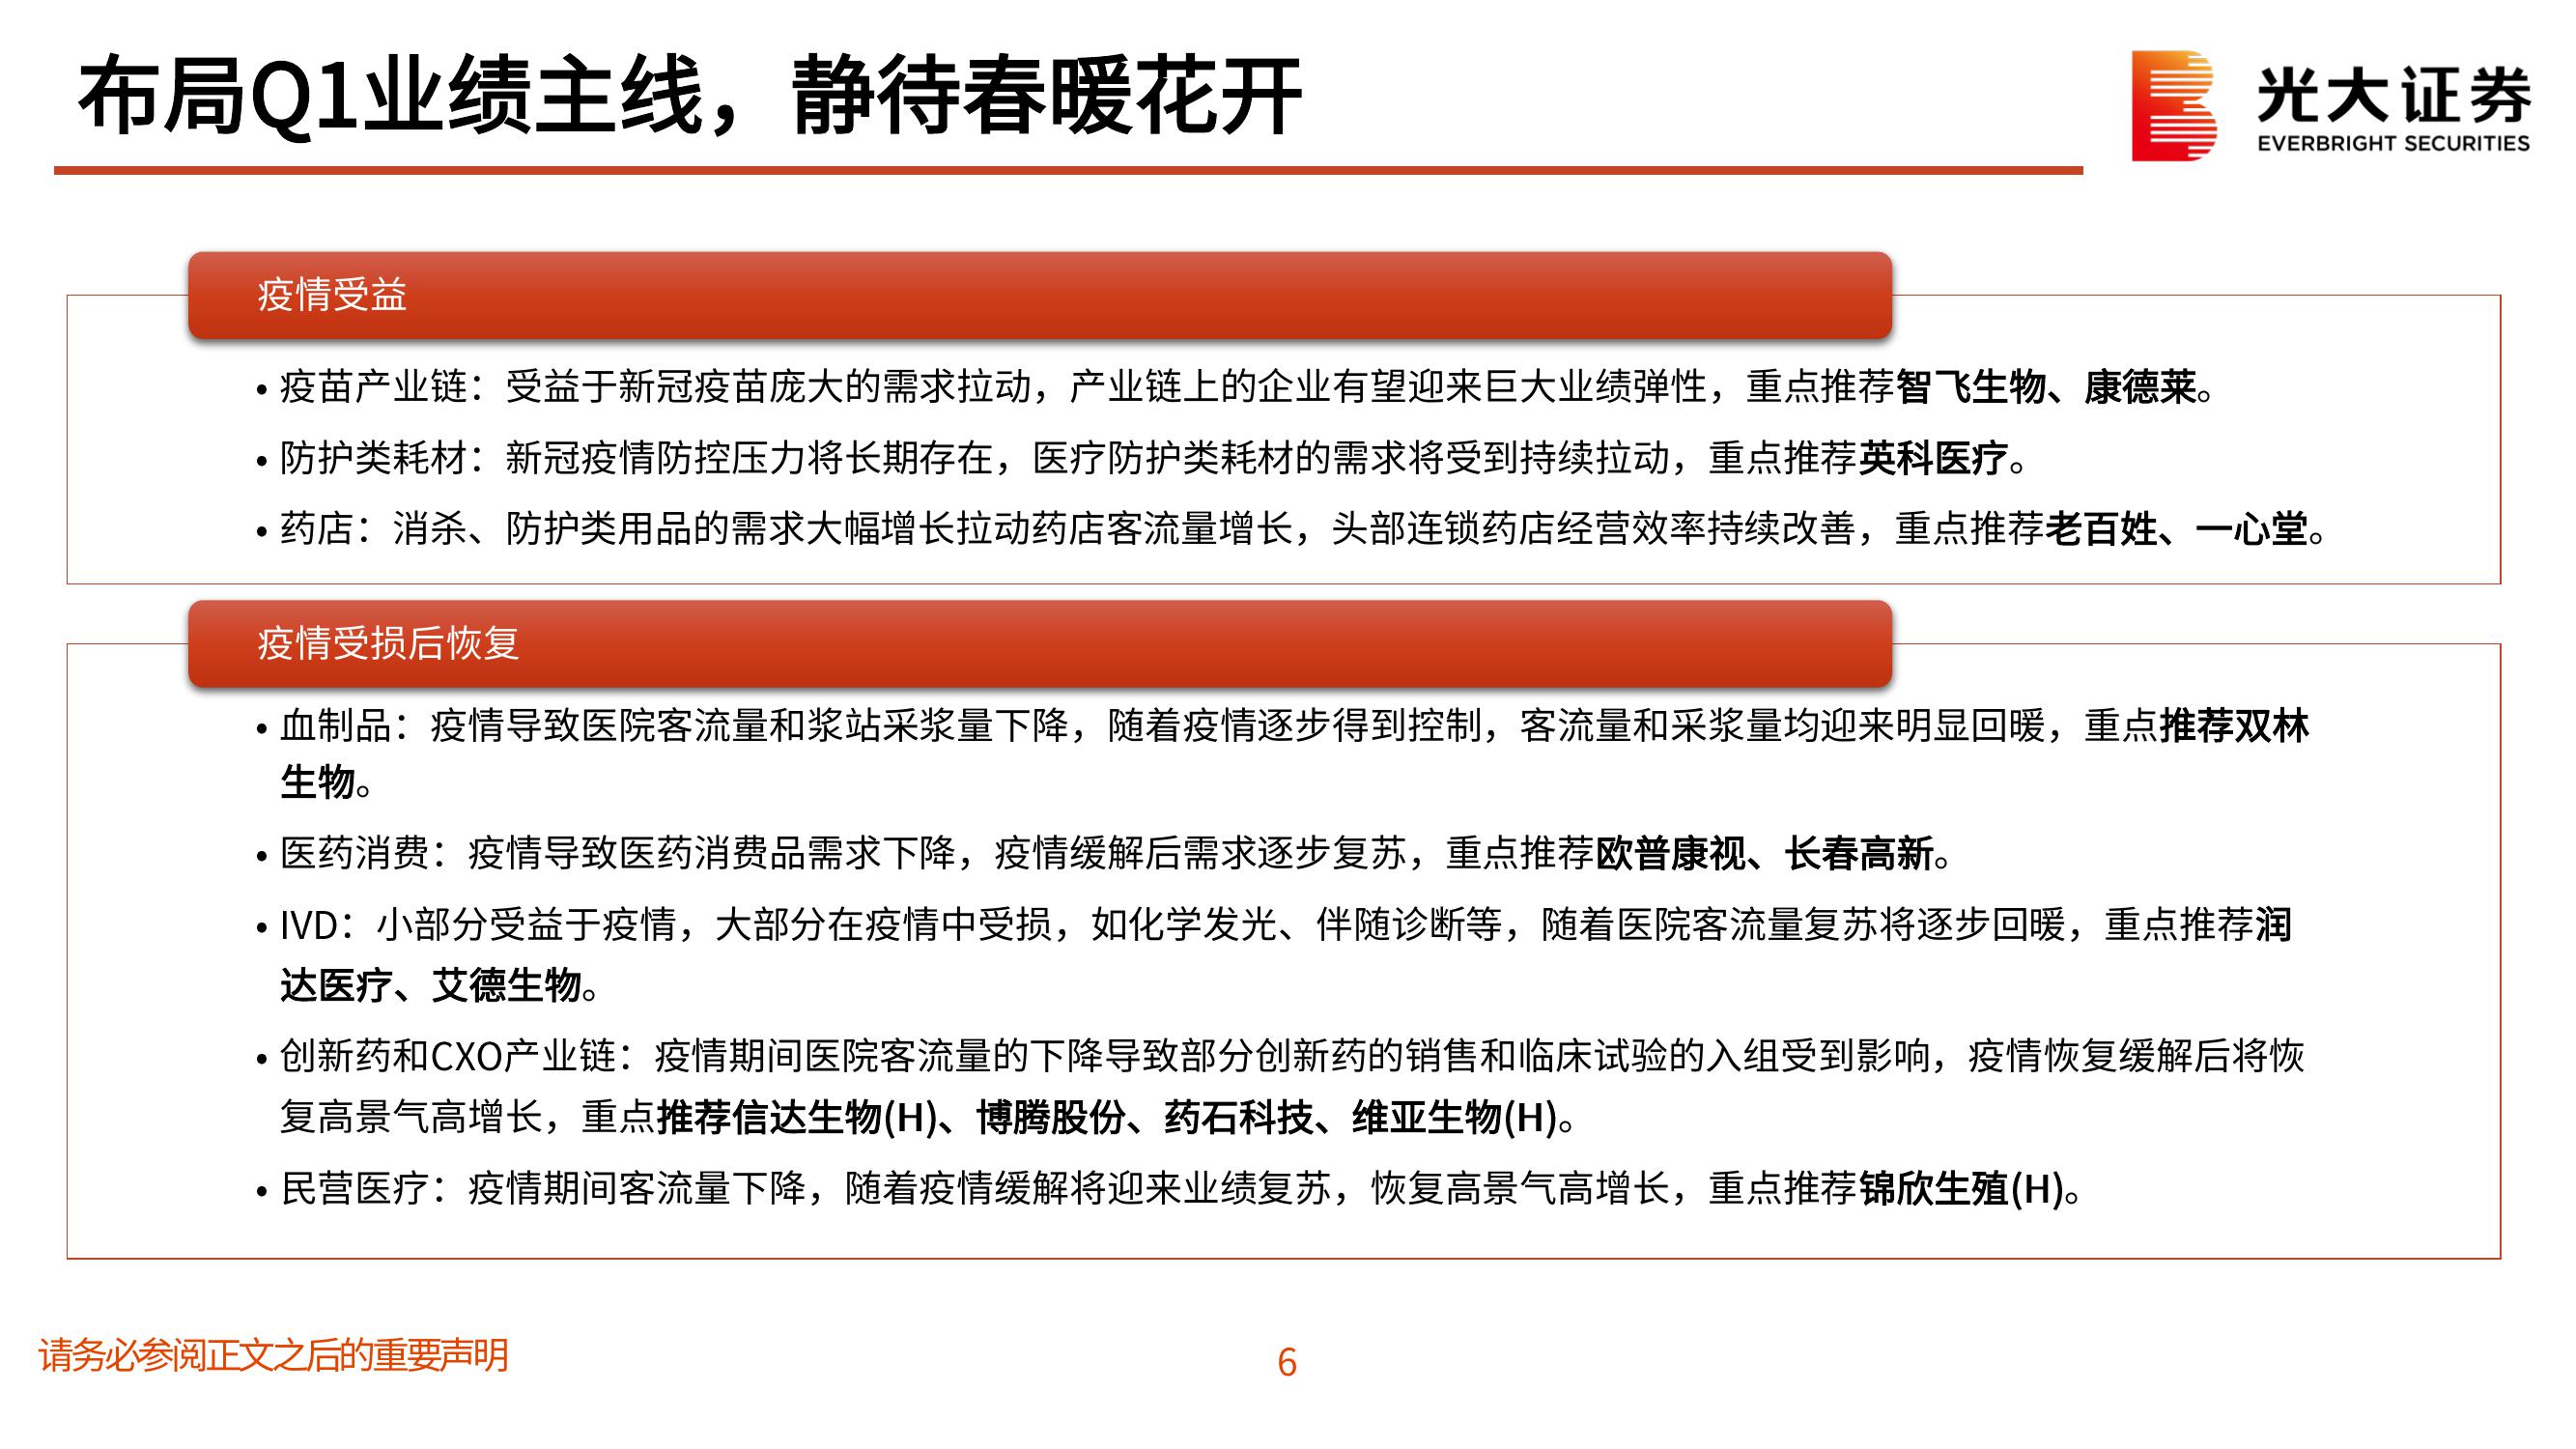 布局Q1业绩主线，静待春暖花开
光大证券
EVERBRIGHT SECURITIES
疫情受益
• 疫苗产业链：受益于新冠疫苗庞大的需求拉动，产业链上的企业有望迎来巨大业绩弹性，重点推荐智飞生物、康德莱。
• 防护类耗材：新冠疫情防控压力将长期存在，医疗防护类耗材的需求将受到持续拉动，重点推荐英科医疗。
• 药店：消杀、防护类用品的需求大幅增长拉动药店客流量增长，头部连锁药店经营效率持续改善，重点推荐老百姓、一心堂。
疫情受损后恢复
• 血制品：疫情导致医院客流量和浆站采浆量下降，随着疫情逐步得到控制，客流量和采浆量均迎来明显回暖，重点推荐双林
生物。
• 医药消费：疫情导致医药消费品需求下降，疫情缓解后需求逐步复苏，重点推荐欧普康视、长春高新。
• IVD：小部分受益于疫情，大部分在疫情中受损，如化学发光、伴随诊断等，随着医院客流量复苏将逐步回暖，重点推荐润
达医疗、艾德生物。
• 创新药和CXO产业链：疫情期间医院客流量的下降导致部分创新药的销售和临床试验的入组受到影响，疫情恢复缓解后将恢
复高景气高增长，重点推荐信达生物(H)、博腾股份、药石科技、维亚生物(H)。
• 民营医疗：疫情期间客流量下降，随着疫情缓解将迎来业绩复苏，恢复高景气高增长，重点推荐锦欣生殖(H)。
请务必参阅正文之后的重要声明
6